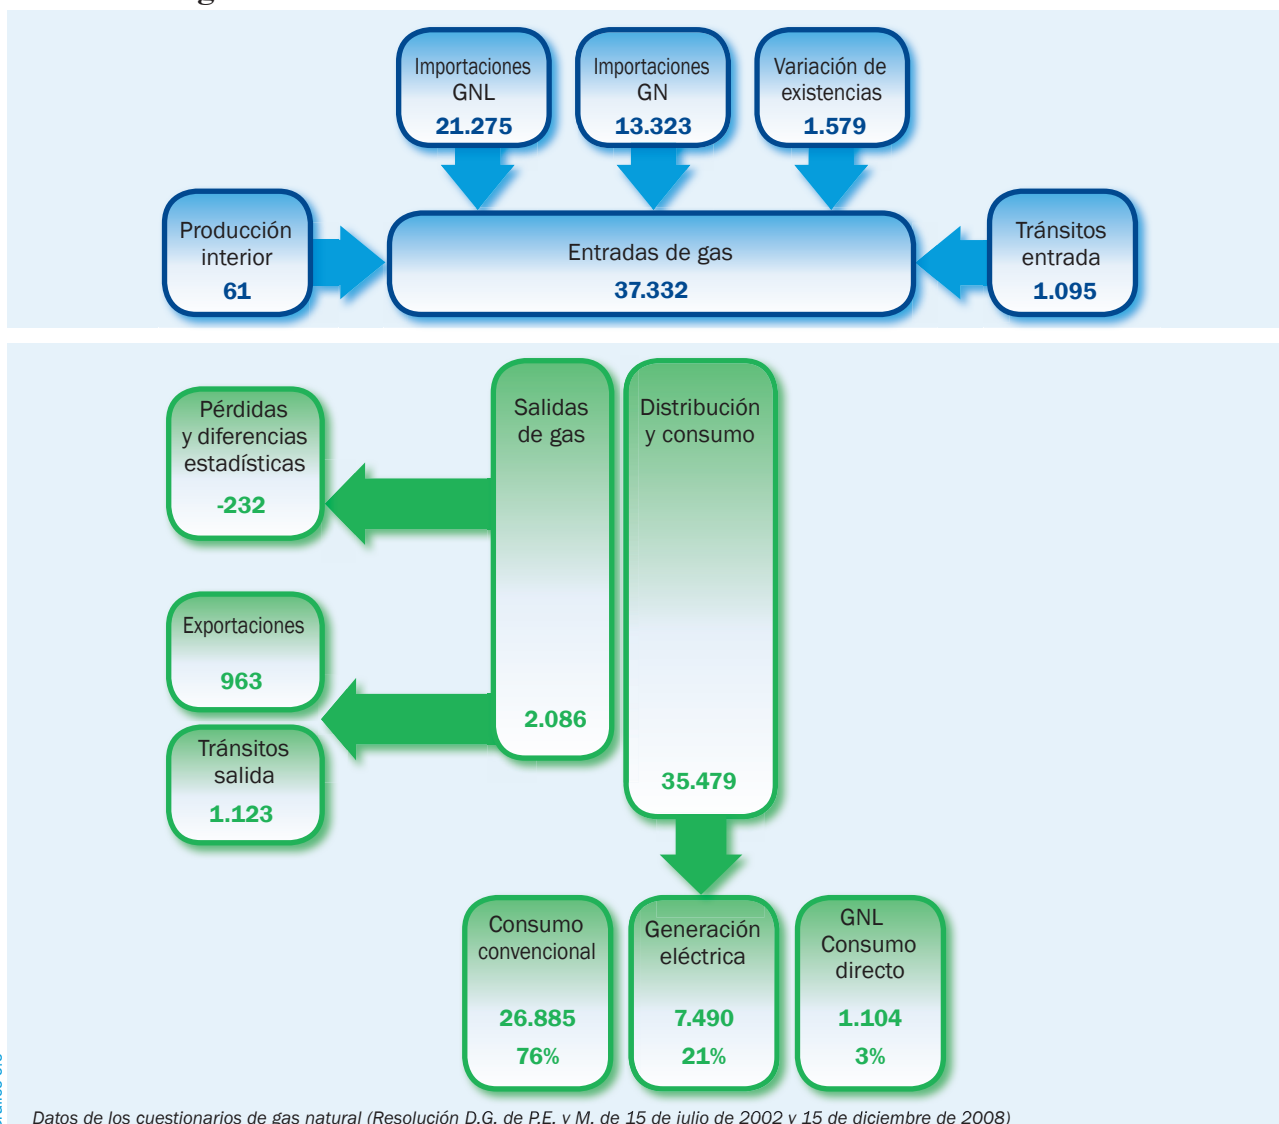 Importaciones
GNL
21.275
Importaciones
GN
13.323
Variación de
existencias
1.579
Producción
interior
61
Entradas de gas
37.332
Tránsitos
entrada
1.095
Pérdidas
y diferencias
estadísticas
-232
Salidas
de gas
2.086
Distribución
y consumo
35.479
Exportaciones
963
Tránsitos
salida
1.123
Consumo
convencional
26.885
76%
Generación
eléctrica
7.490
21%
GNL
Consumo
directo
1.104
3%
Datos de los cuestionarios de gas natural (Resolución D.G. de P.E. y M. de 15 de julio de 2002 y 15 de diciembre de 2008)